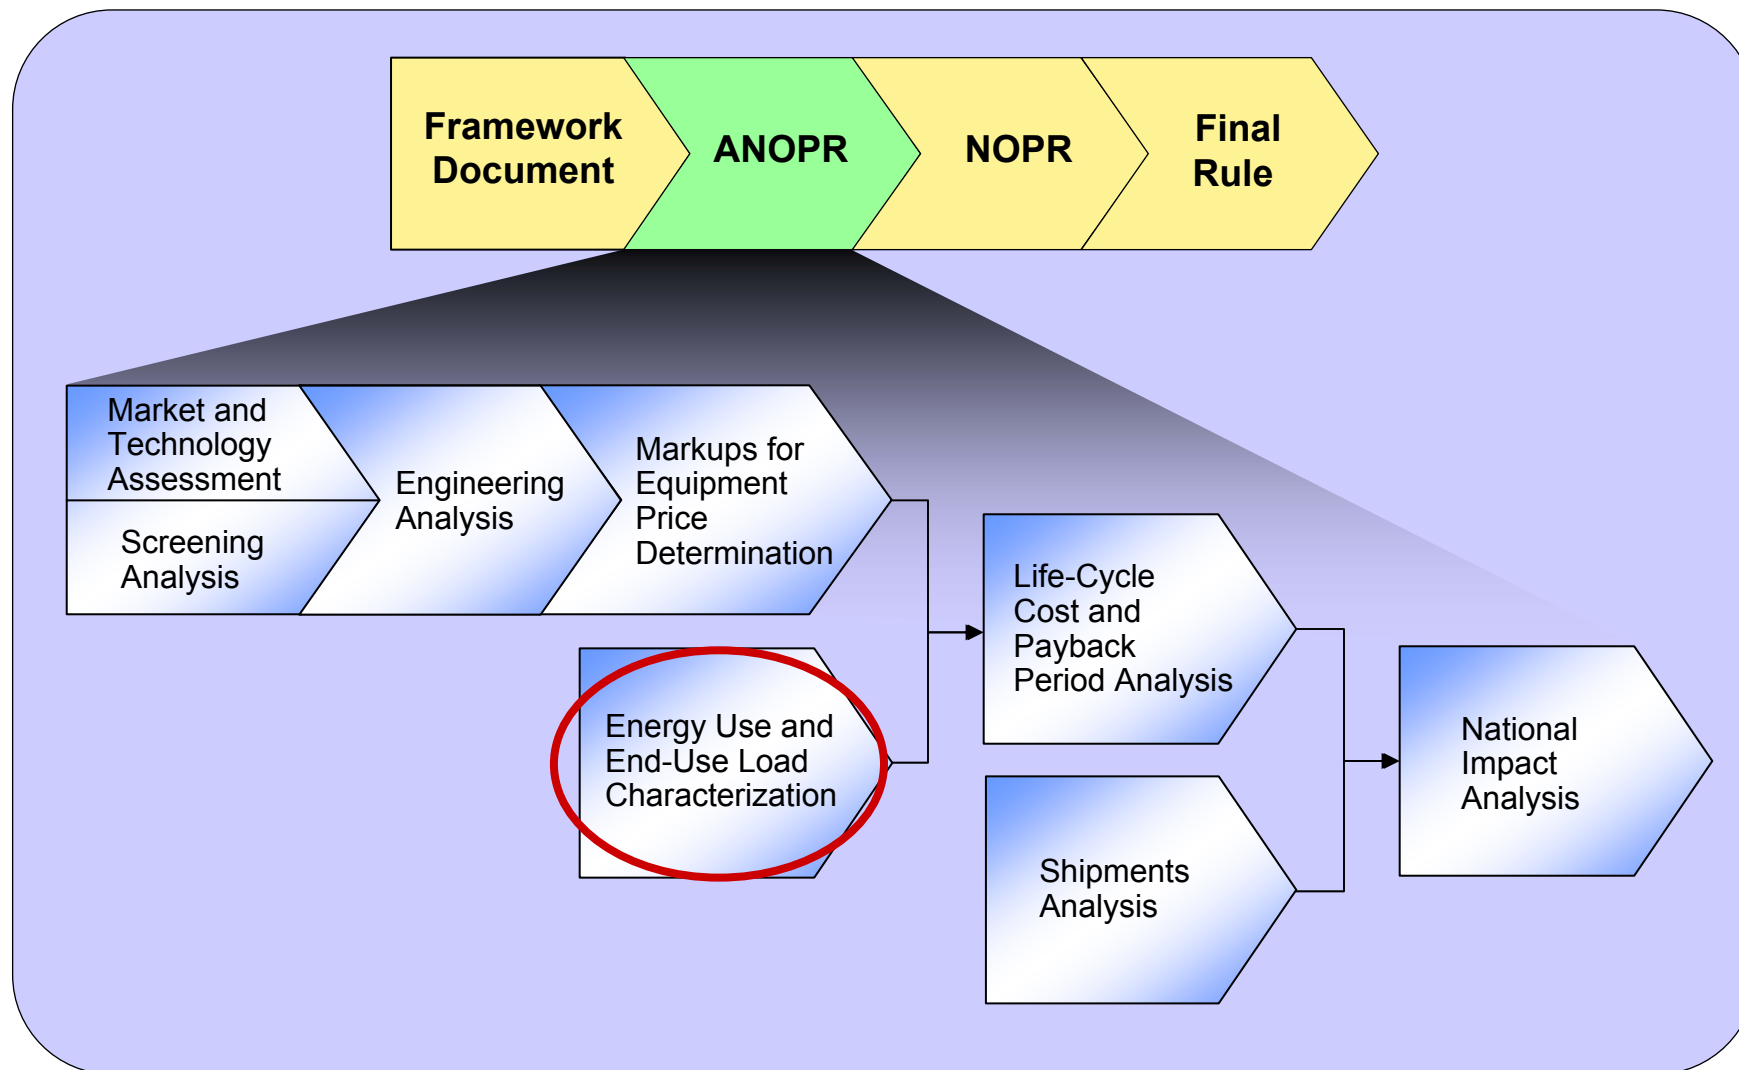 Framework
Document
ANOPR
NOPR
Final
Rule
Market and
Technology
Assessment
Screening
Analysis
Engineering
Analysis
Markups for
Equipment
Price
Determination
Energy Use and
End-Use Load
Characterization
Life-Cycle
Cost and
Payback
Period Analysis
Shipments
Analysis
National
Impact
Analysis